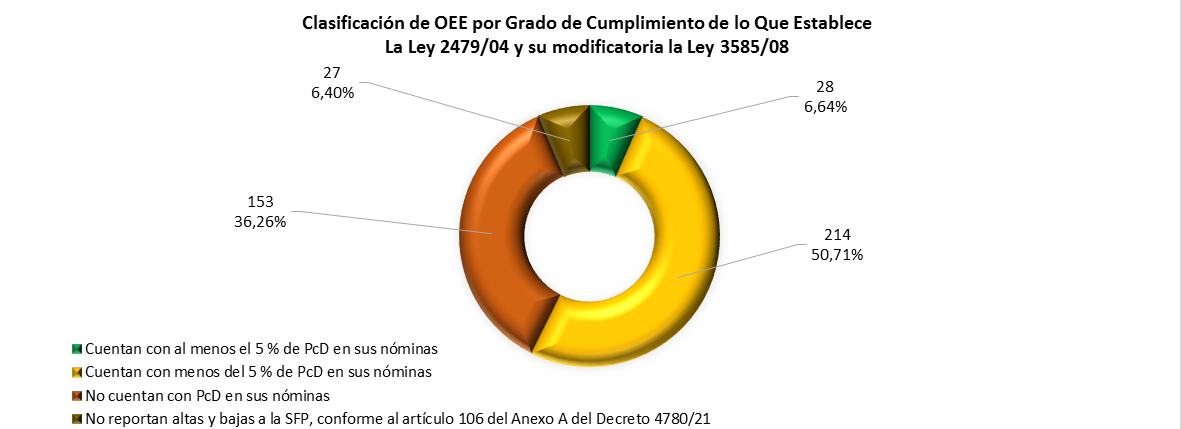 Clasificación de OEE por Grado de Cumplimiento de lo Que Establece
La Ley 2479/04 y su modificatoria la Ley 3585/08
27
6,40%
28
6,64%
153
36,26%
214
50,71%
Cuentan con al menos el 5 % de PcD en sus nóminas
Cuentan con menos del 5 % de PcD en sus nóminas
No cuentan con PcD en sus nóminas
No reportan altas y bajas a la SFP, conforme al artículo 106 del Anexo A del Decreto 4780/21